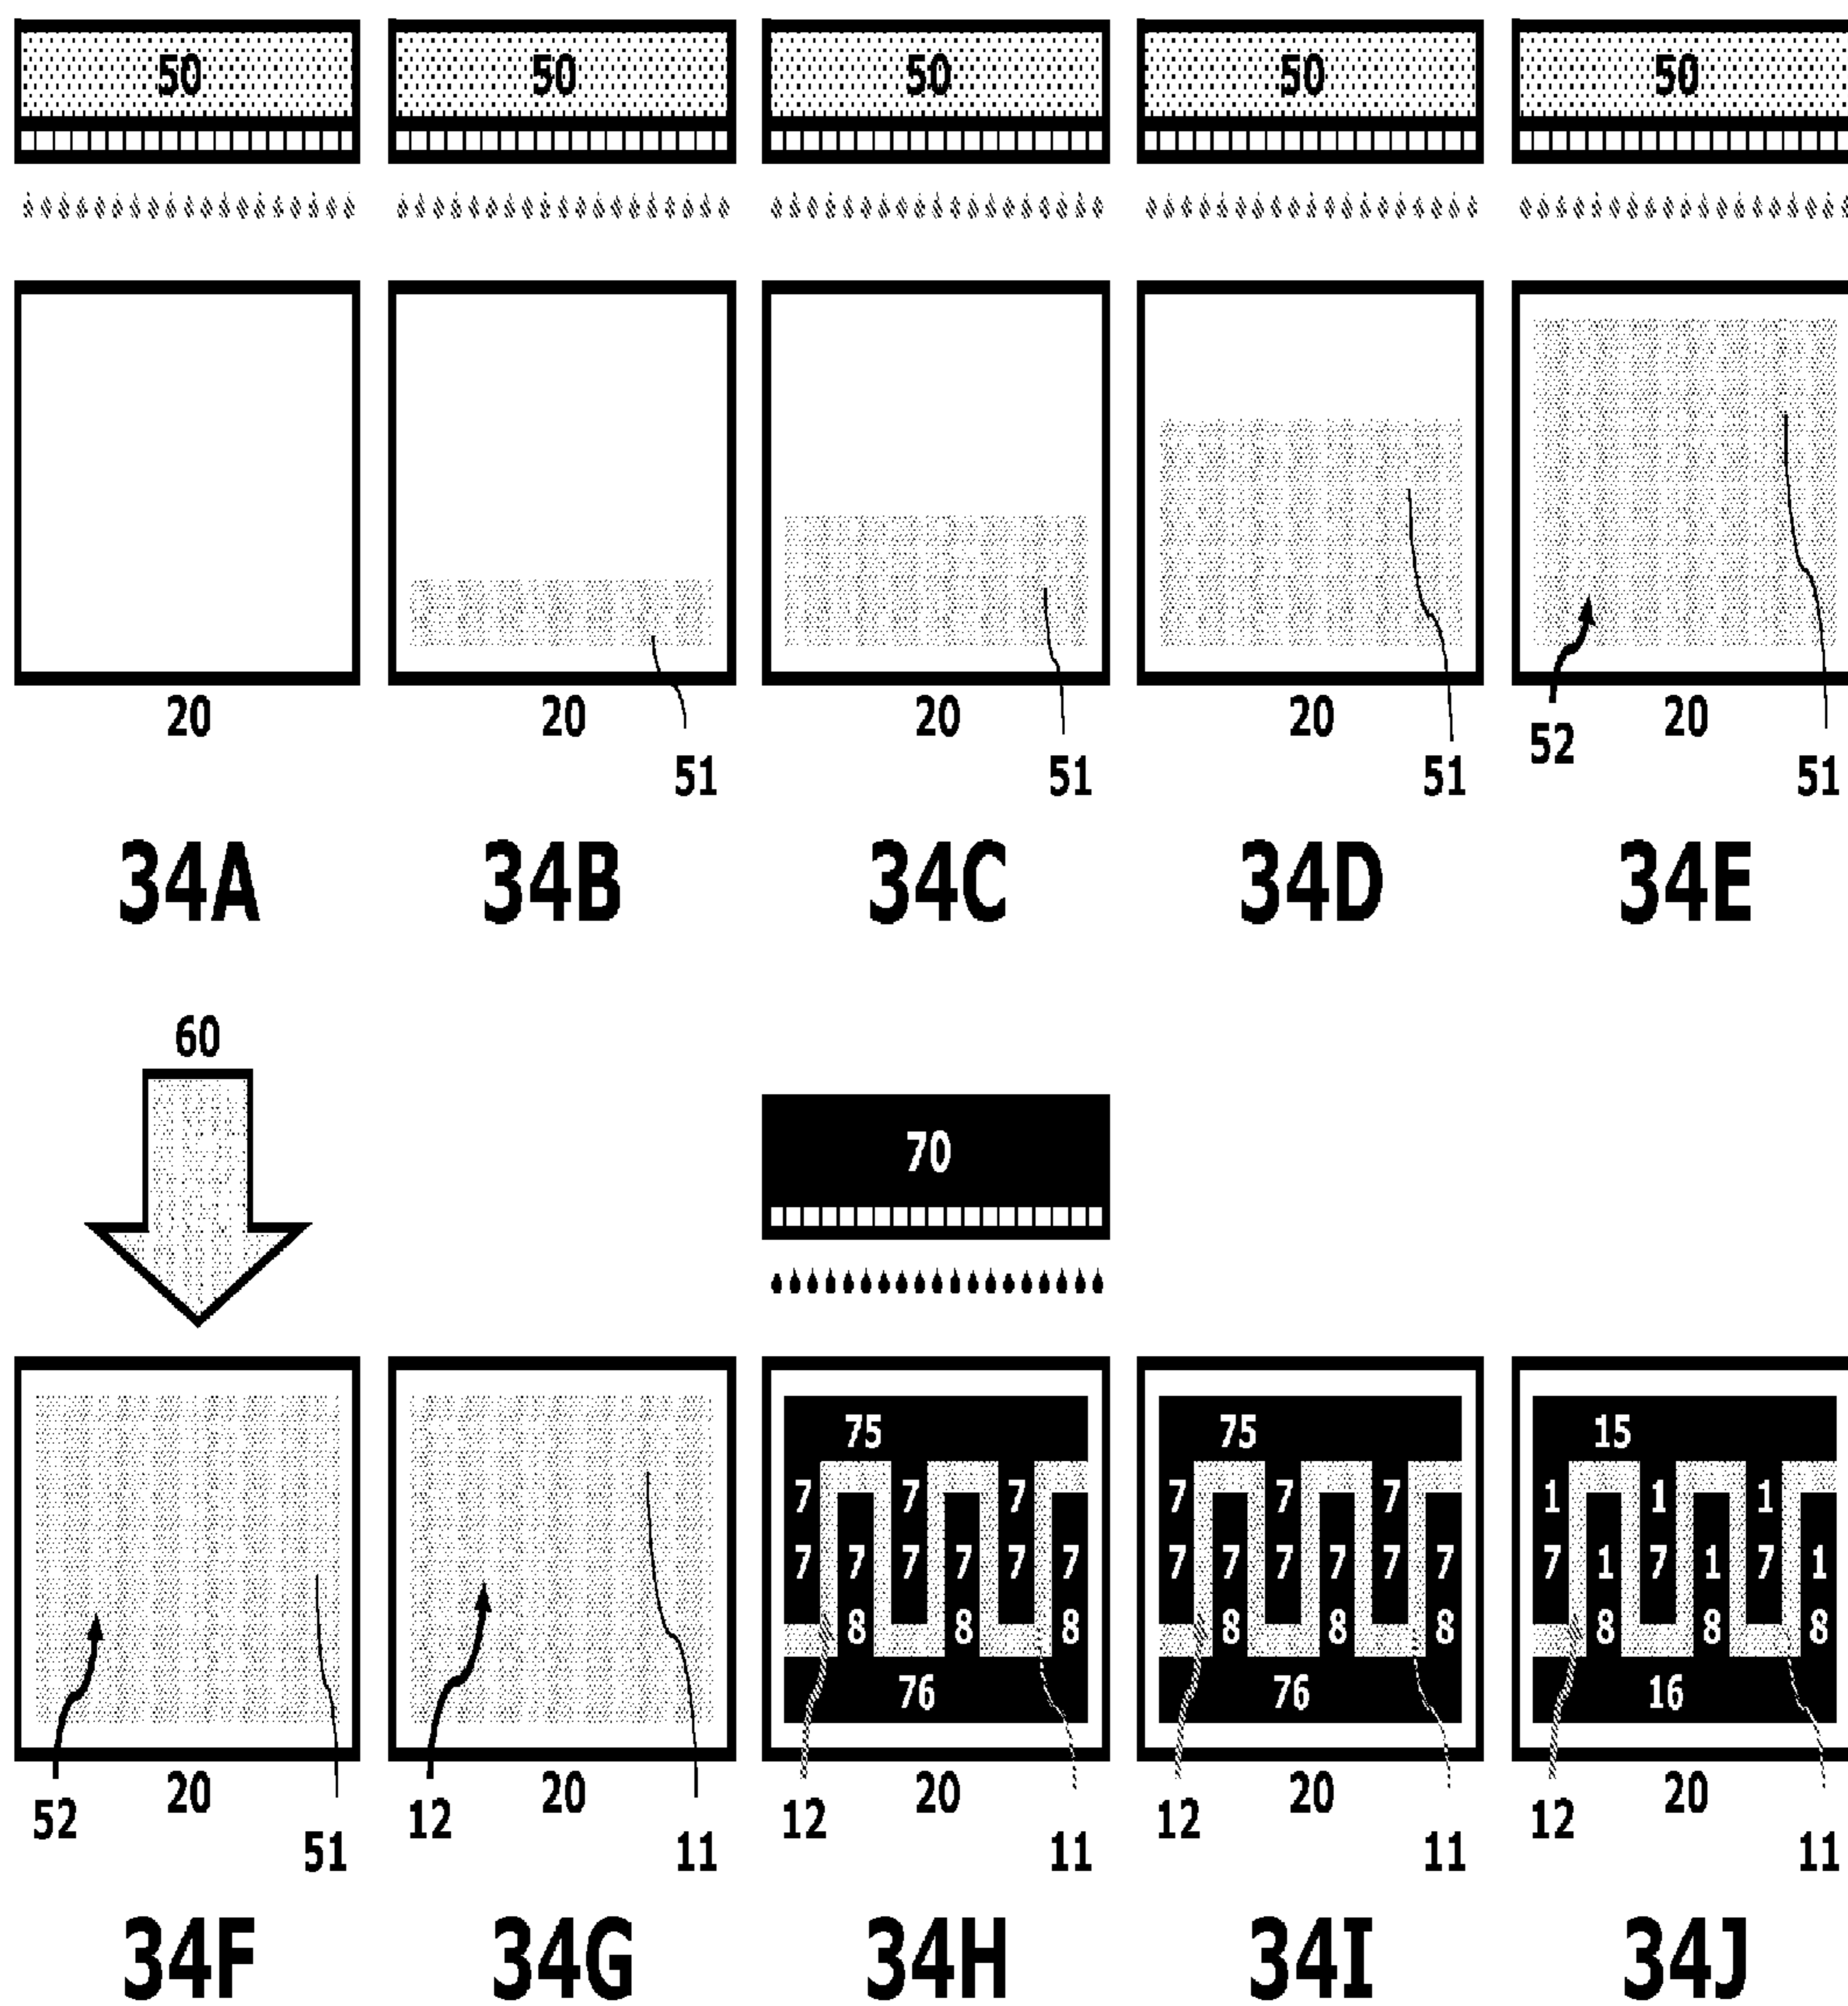 50 50 50 50 50
20 20 20 20 52 20
51 51 51 51
34A 34B 34C 34D 34E
60
70
75 75 15
7 7 7 7 7 7 1 1 1
7 7 7 7 7 7 7 7 7 7 7 7 7 1 7 1 7 1
8 8 8 8 8 8 8 8 8
76 76 16
52 20 12 20 12 20 12 20 12 20
51 11 11 11 11
34F 34G 34H 34I 34J